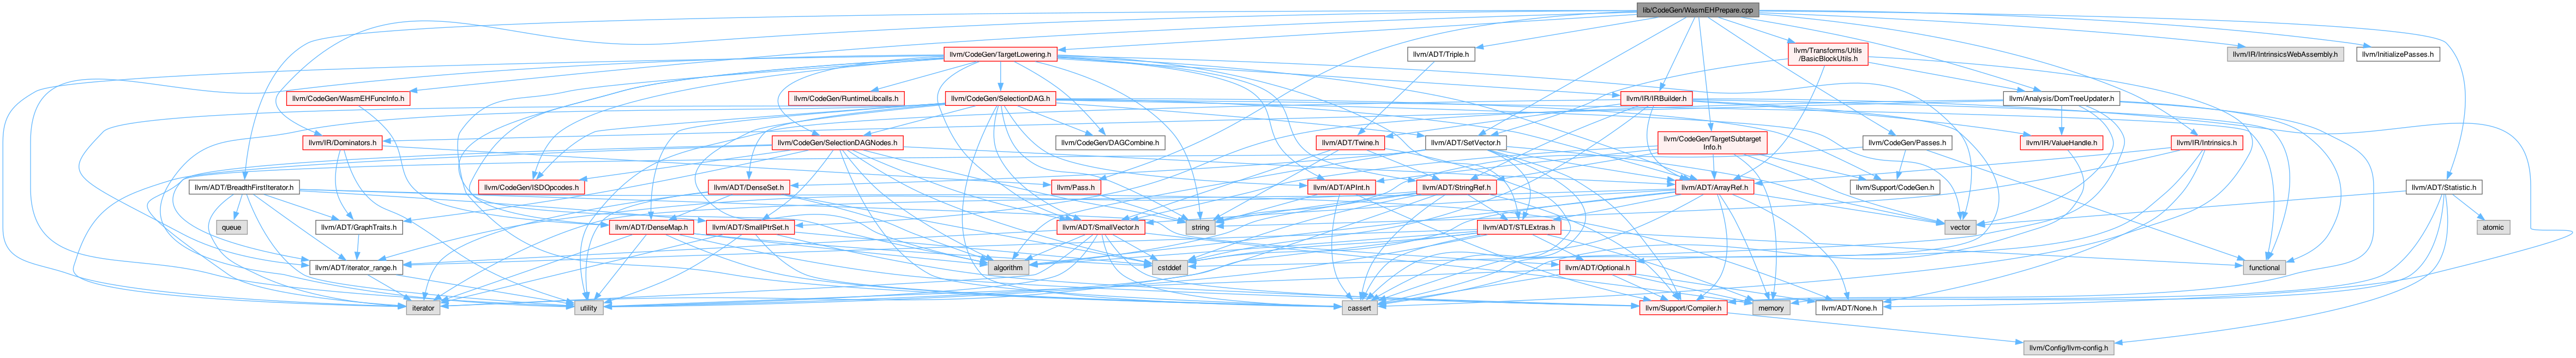 lib/CodeGen/WasmEHPrepare.cpp
llvm/CodeGen/TargetLowering.h
llvm/ADT/Triple.h
llvm/Transforms/Utils
/BasicBlockUtils.h
llvm/IR/IntrinsicsWebAssembly.h
llvm/InitializePasses.h
llvm/CodeGen/WasmEHFuncInfo.h
llvm/CodeGen/RuntimeLibcalls.h
llvm/CodeGen/SelectionDAG.h
llvm/IR/IRBuilder.h
llvm/Analysis/DomTreeUpdater.h
llvm/IR/Dominators.h
llvm/CodeGen/SelectionDAGNodes.h
llvm/CodeGen/DAGCombine.h
llvm/ADT/Twine.h
llvm/ADT/SetVector.h
llvm/CodeGen/TargetSubtarget
Info.h
llvm/CodeGen/Passes.h
llvm/IR/ValueHandle.h
llvm/IR/Intrinsics.h
llvm/ADT/BreadthFirstIterator.h
llvm/CodeGen/ISDOpcodes.h
llvm/ADT/DenseSet.h
llvm/Pass.h
llvm/ADT/APInt.h
llvm/ADT/StringRef.h
llvm/ADT/ArrayRef.h
llvm/Support/CodeGen.h
llvm/ADT/Statistic.h
queue
llvm/ADT/GraphTraits.h
llvm/ADT/DenseMap.h
llvm/ADT/SmallPtrSet.h
llvm/ADT/SmallVector.h
string
llvm/ADT/STLExtras.h
vector
atomic
llvm/ADT/iterator_range.h
algorithm
cstddef
llvm/ADT/Optional.h
functional
iterator
utility
cassert
llvm/Support/Compiler.h
memory
llvm/ADT/None.h
llvm/Config/llvm-config.h